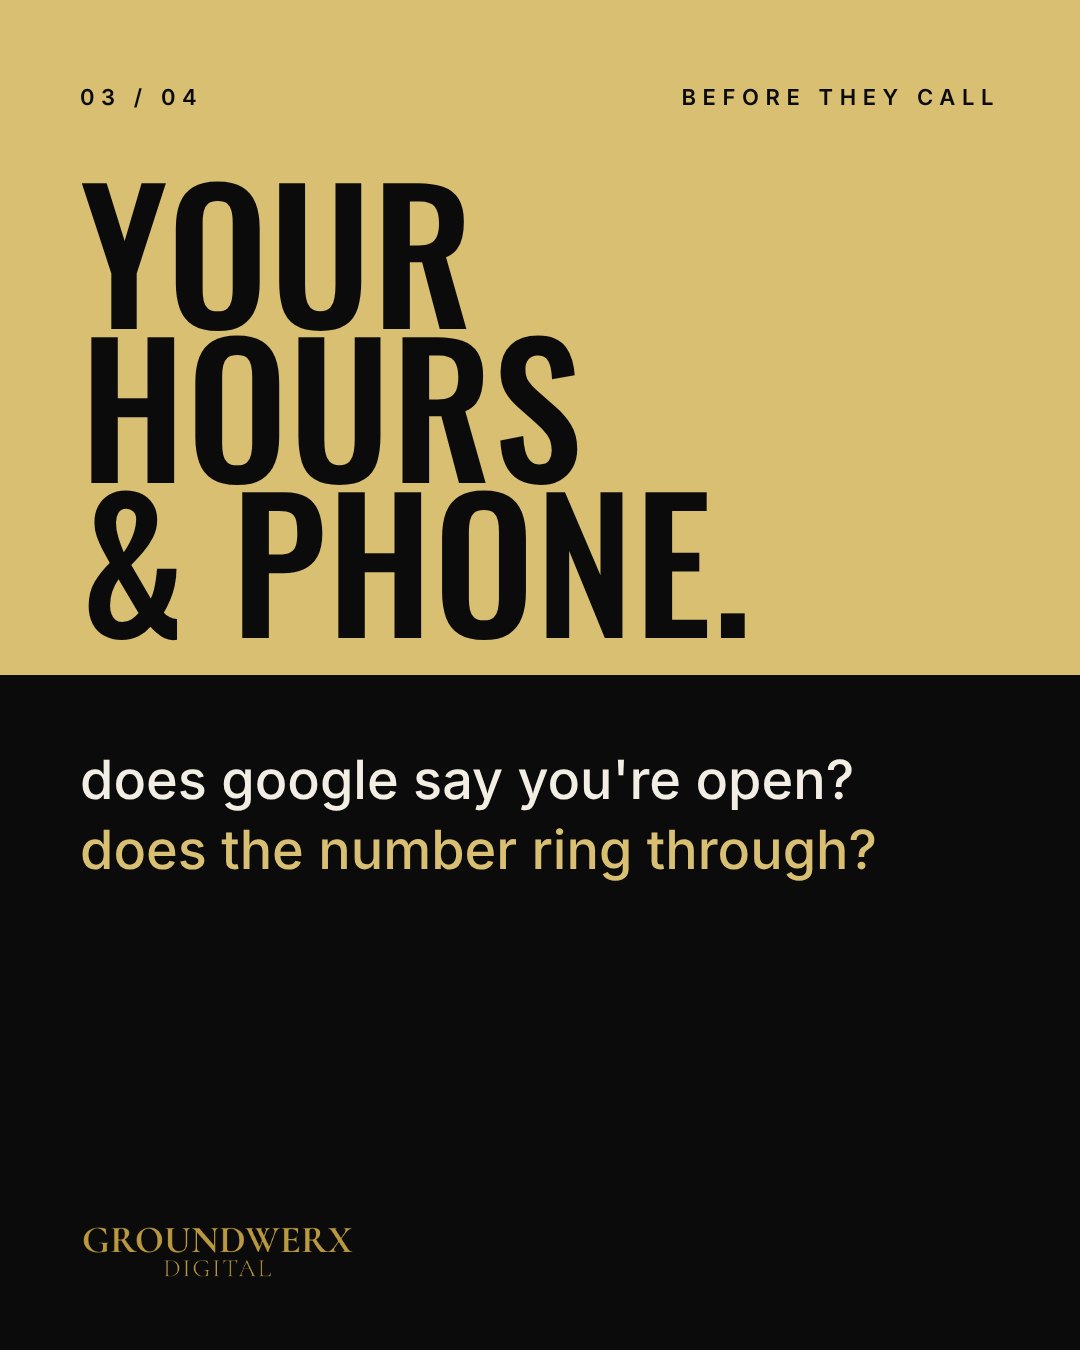 03 / 04
BEFORE THEY CALL
YOUR
HOURS
& PHONE.
does google say you're open?
does the number ring through?
GROUNDWERX
DIGITAL